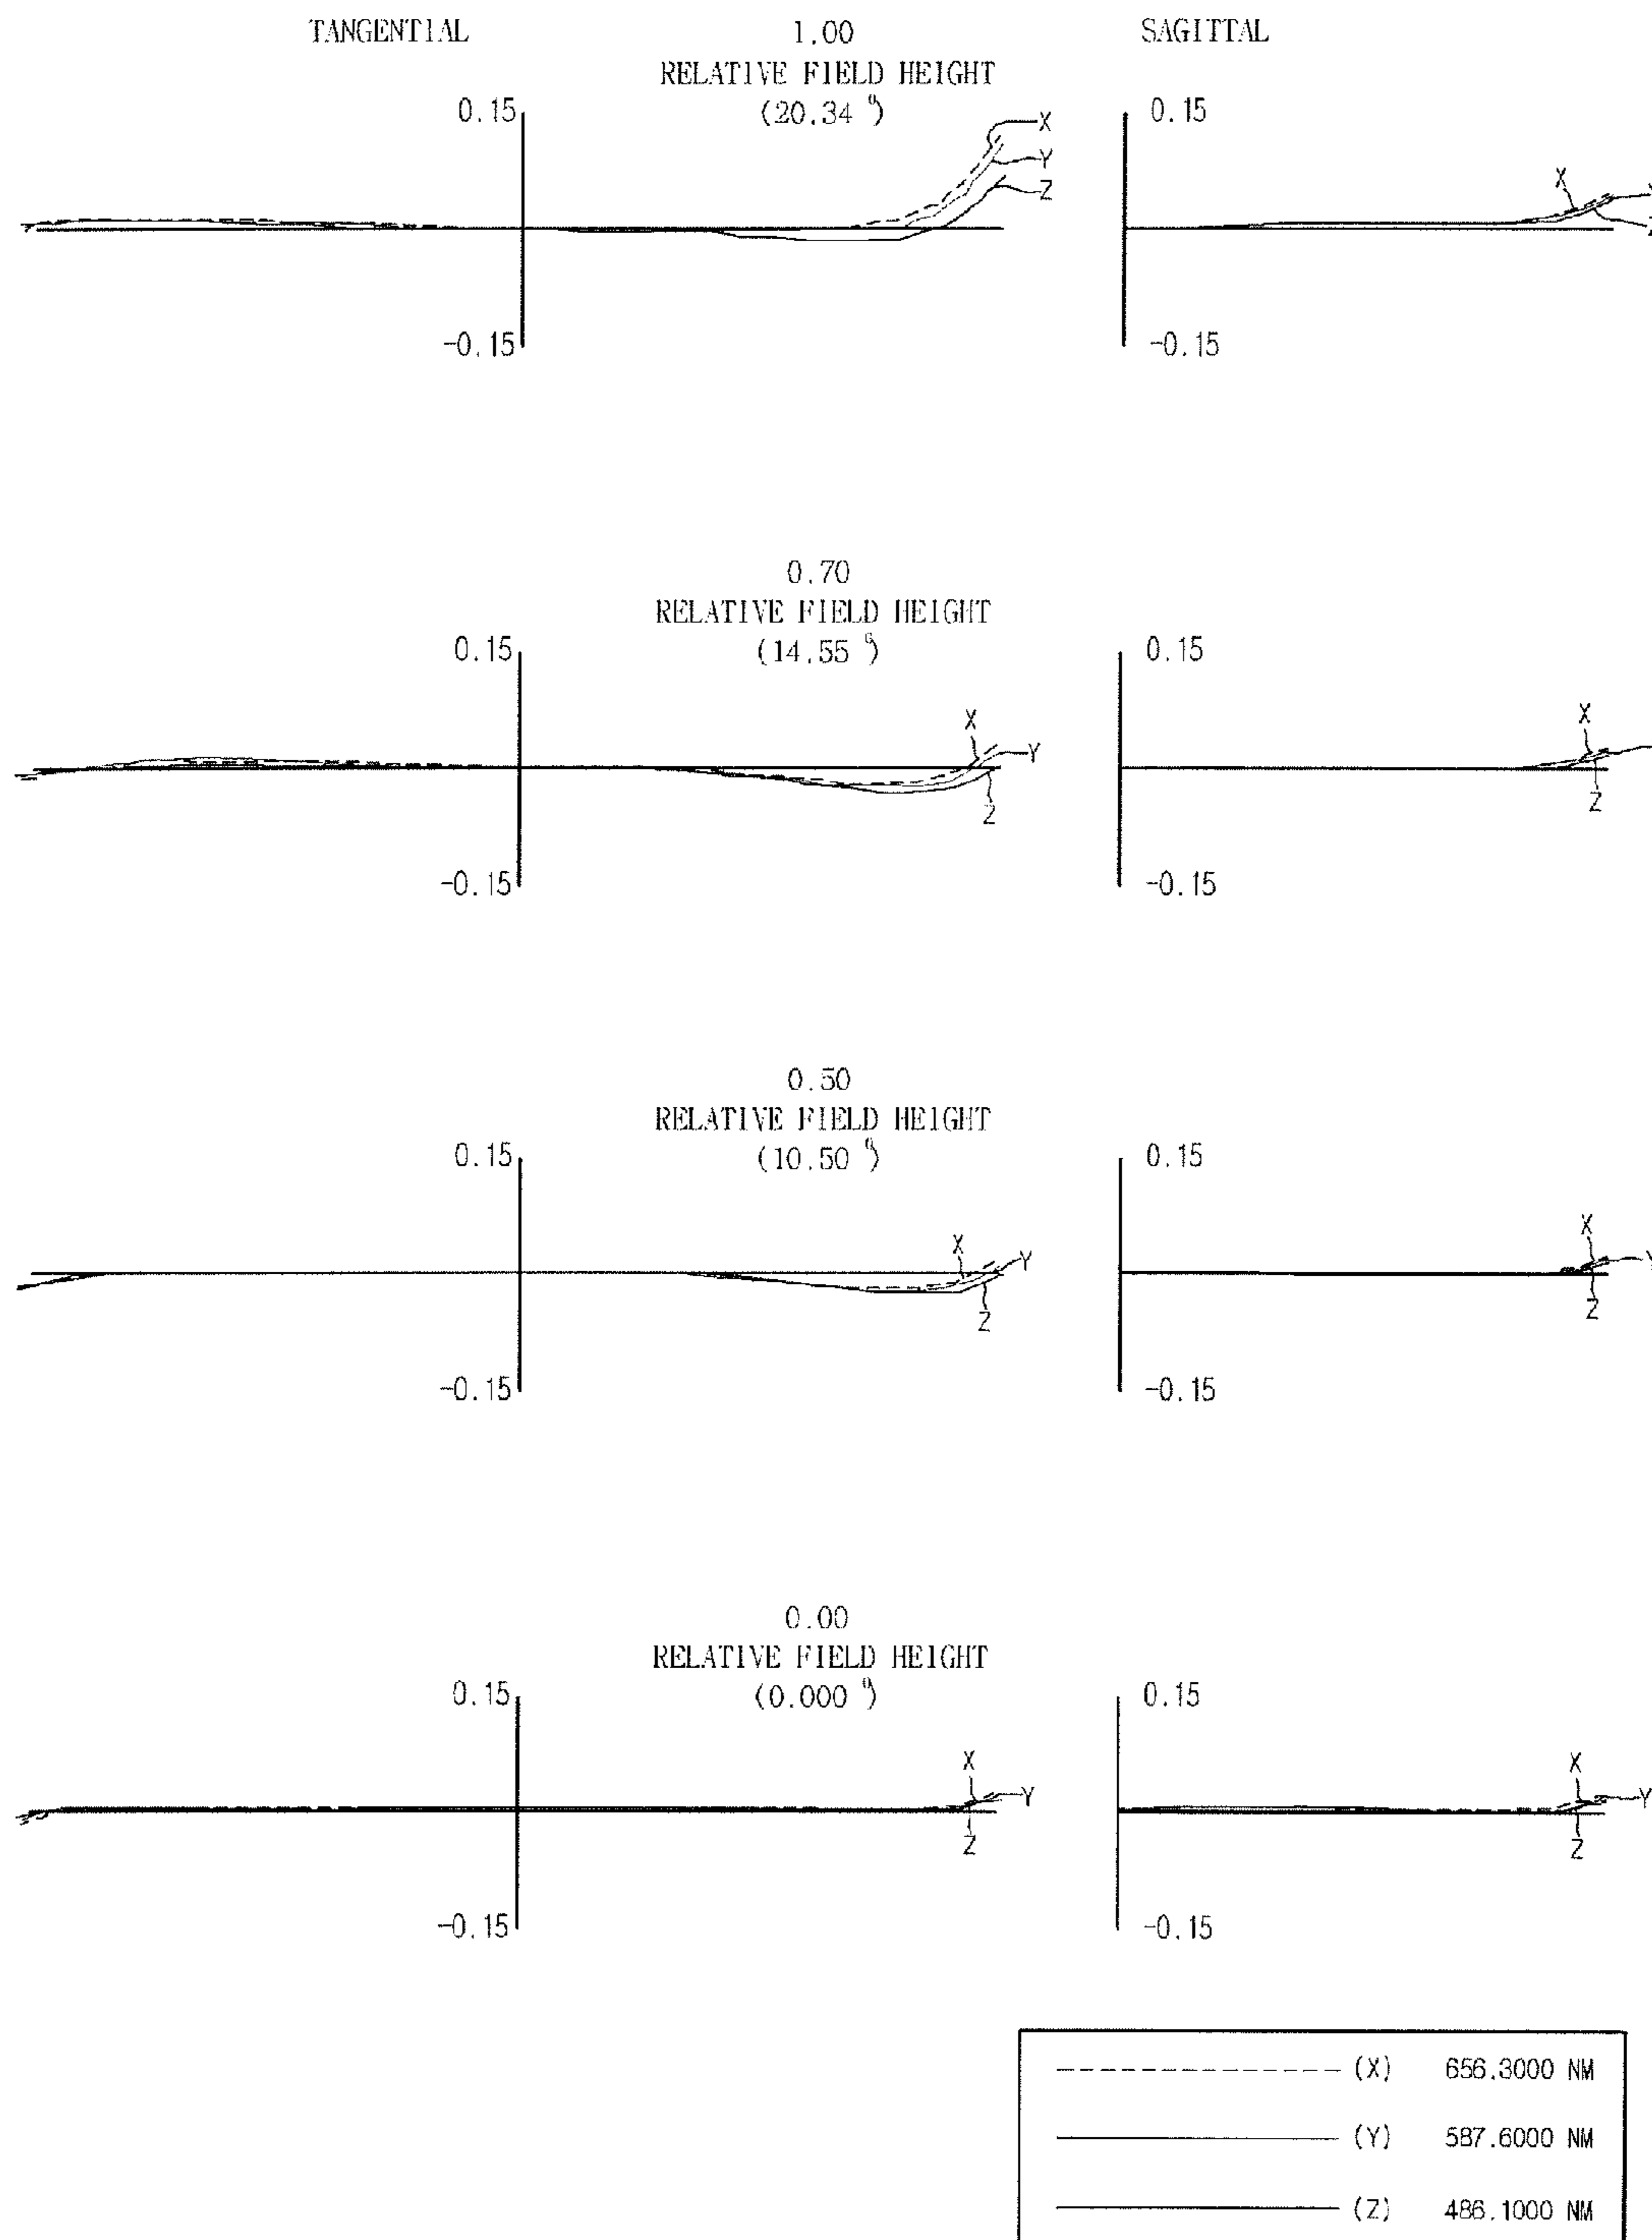 TANGENTIAL 1.00 SAGITTAL
RELATIVE FIELD HEIGHT
(20.34 °)
0.15 0.15
X
Y
Z
X
-0.15 -0.15
0.70
RELATIVE FIELD HEIGHT
(14.55 °)
0.15 0.15
X Y X
Z Z
-0.15 -0.15
0.50
RELATIVE FIELD HEIGHT
(10.50 °)
0.15 0.15
X Y X Y
Z Z
-0.15 -0.15
0.00
RELATIVE FIELD HEIGHT
(0.000 °)
0.15 0.15
X Y X Y
Z Z
-0.15 -0.15
(X) 656.3000 NM
(Y) 587.6000 NM
(Z) 486.1000 NM